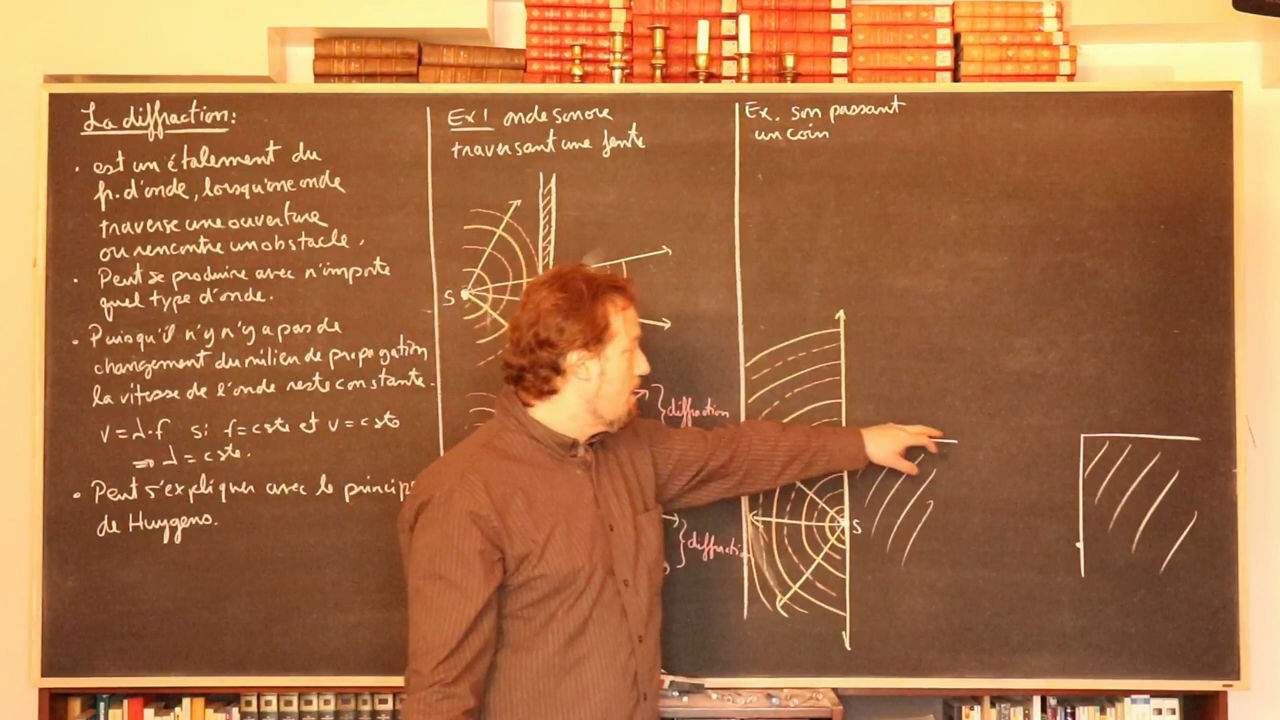 La diffraction:
• est un étalement du
fr. d'onde, lorsqu'une onde
traverse une ouverture
ou rencontre un obstacle.
• Peut se produire avec n'importe
quel type d'onde.
• Puisqu'il n'y n'y a pas de
changement du milieu de propagation
la vitesse de l'onde reste constante.
v = λ·f si f = cste et v = cste
⇒ λ = cste.
• Peut s'expliquer avec le principe
de Huygens.
Ex 1 onde sonore
traversant une fente
S
}diffraction
}diffraction
Ex. son passant
un coin
S